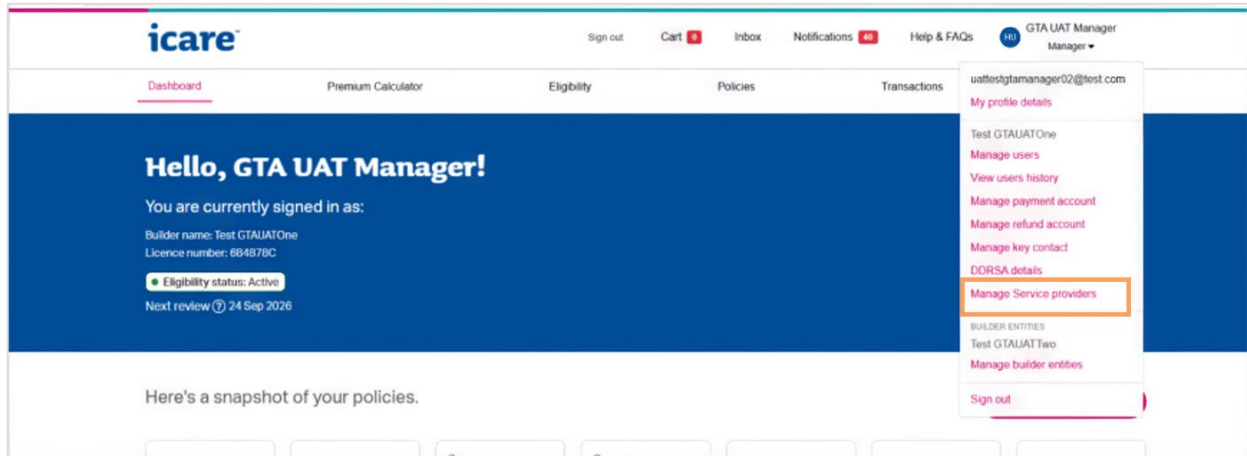 icare™
Sign out
Cart 0
Inbox
Notifications 48
Help & FAQs
HU
GTA UAT Manager
Manager
Dashboard
Premium Calculator
Eligibility
Policies
Transactions
uattestgtamanager02@test.com
My profile details
Test GTAUATOne
Manage users
View users history
Manage payment account
Manage refund account
Manage key contact
DDRSA details
Manage Service providers
BUILDER ENTITIES
Test GTAUATTwo
Manage builder entities
Sign out
Hello, GTA UAT Manager!
You are currently signed in as:
Builder name: Test GTAUATOne
Licence number: 684878C
Eligibility status: Active
Next review ? 24 Sep 2026
Here's a snapshot of your policies.